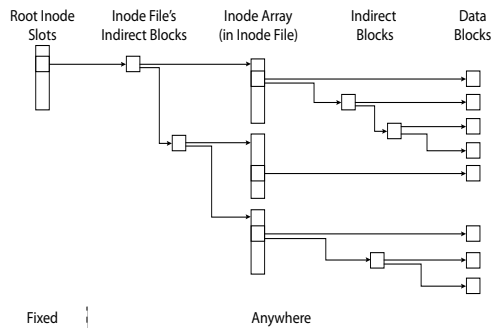 Root Inode
Slots
Inode File's
Indirect Blocks
Inode Array
(in Inode File)
Indirect
Blocks
Data
Blocks
Fixed
Anywhere